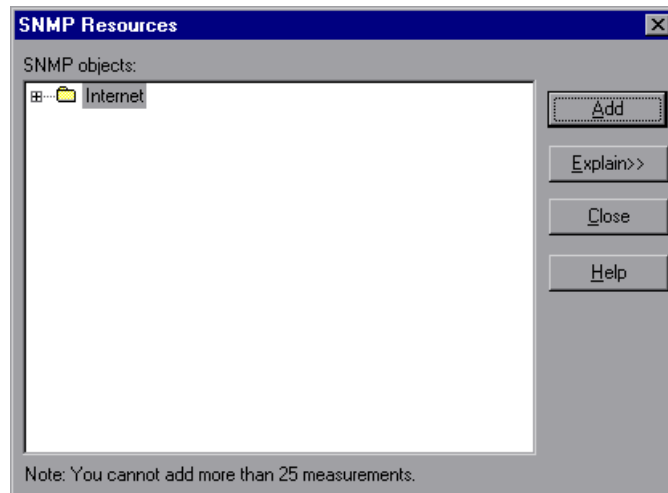 SNMP Resources
SNMP objects:
Internet
Add
Explain>>
Close
Help
Note: You cannot add more than 25 measurements.